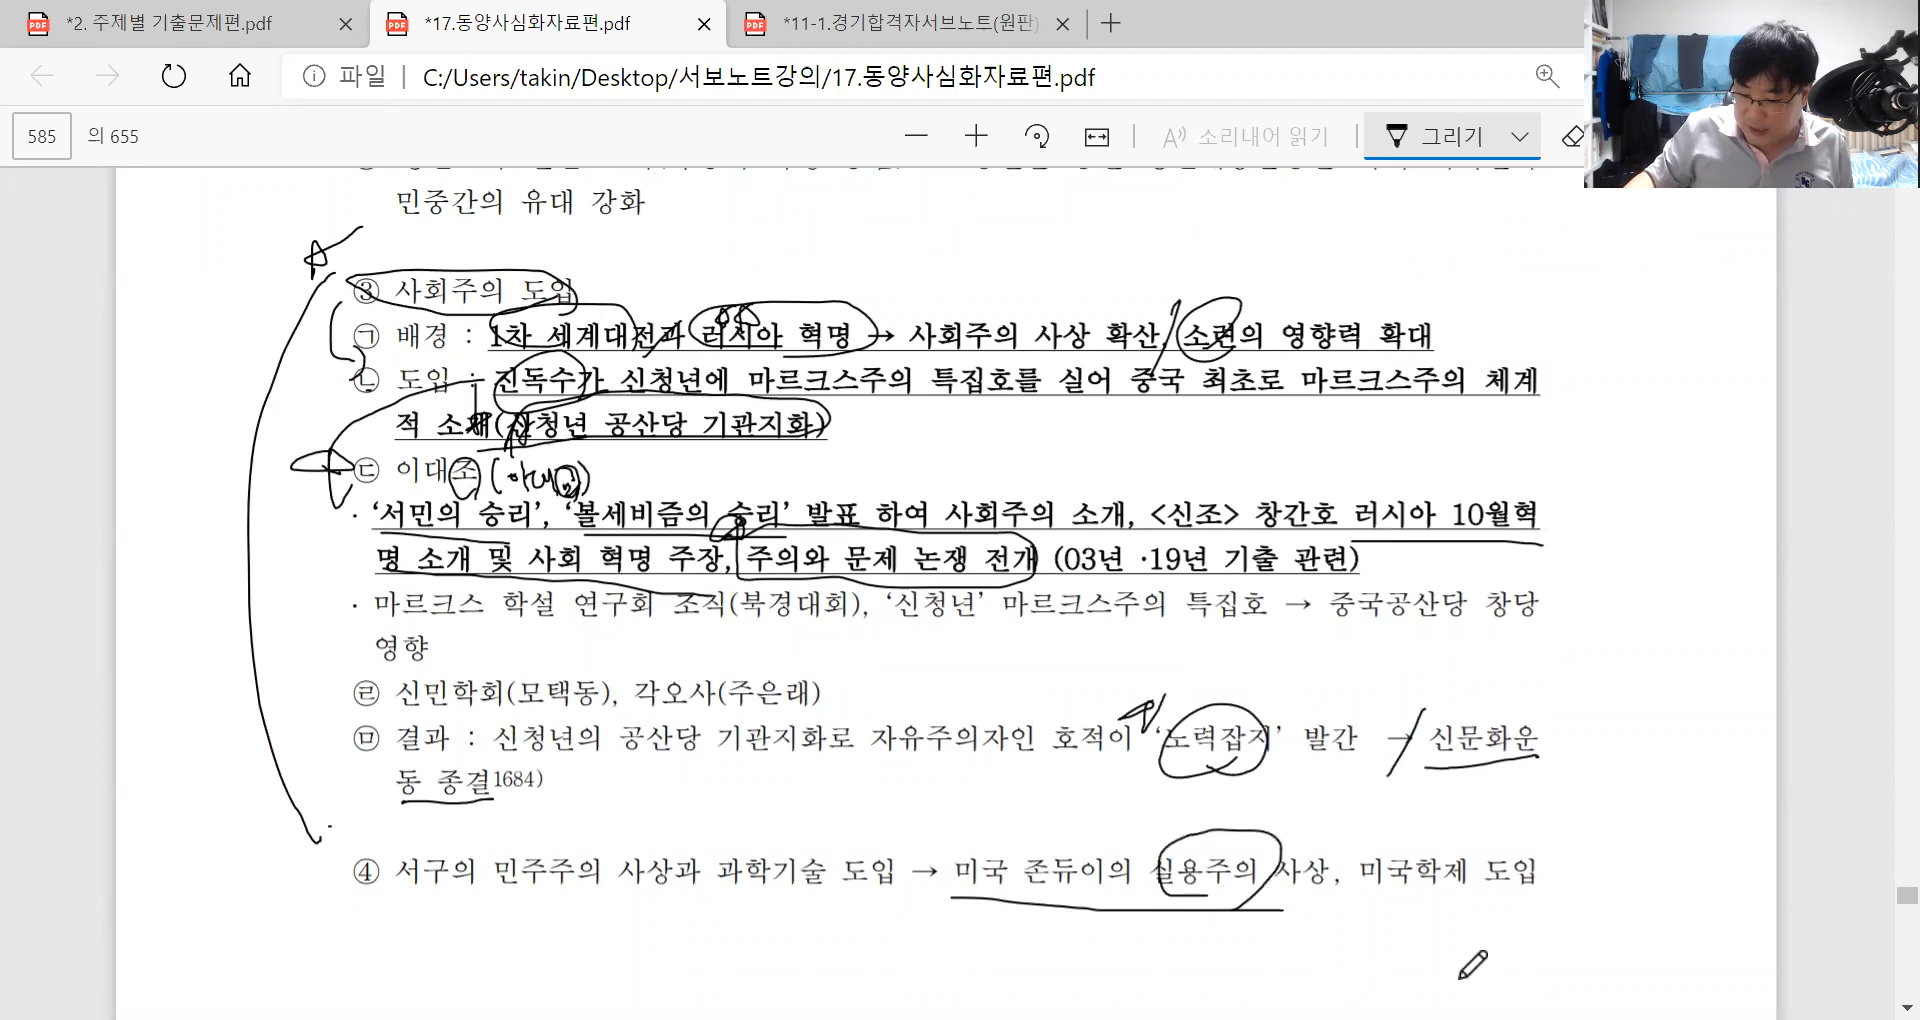 *2. 주제별 기출문제편.pdf
*17.동양사심화자료편.pdf
*11-1.경기합격자서브노트(원판)
파일 | C:/Users/takin/Desktop/서보노트강의/17.동양사심화자료편.pdf
585 의 655
소리내어 읽기
그리기
민중간의 유대 강화
③ 사회주의 도입
㉠ 배경 : 1차 세계대전과 러시아 혁명 → 사회주의 사상 확산, 소련의 영향력 확대
㉡ 도입 : 진독수가 신청년에 마르크스주의 특집호를 실어 중국 최초로 마르크스주의 체계
적 소개(신청년 공산당 기관지화)
㉢ 이대조
· ‘서민의 승리’, ‘볼세비즘의 승리’ 발표 하여 사회주의 소개, <신조> 창간호 러시아 10월혁
명 소개 및 사회 혁명 주장, 주의와 문제 논쟁 전개 (03년 ·19년 기출 관련)
· 마르크스 학설 연구회 조직(북경대회), ‘신청년’ 마르크스주의 특집호 → 중국공산당 창당
영향
㉣ 신민학회(모택동), 각오사(주은래)
㉤ 결과 : 신청년의 공산당 기관지화로 자유주의자인 호적이 ‘노력잡지’ 발간 → 신문화운
동 종결1684)
④ 서구의 민주주의 사상과 과학기술 도입 → 미국 존듀이의 실용주의 사상, 미국학제 도입